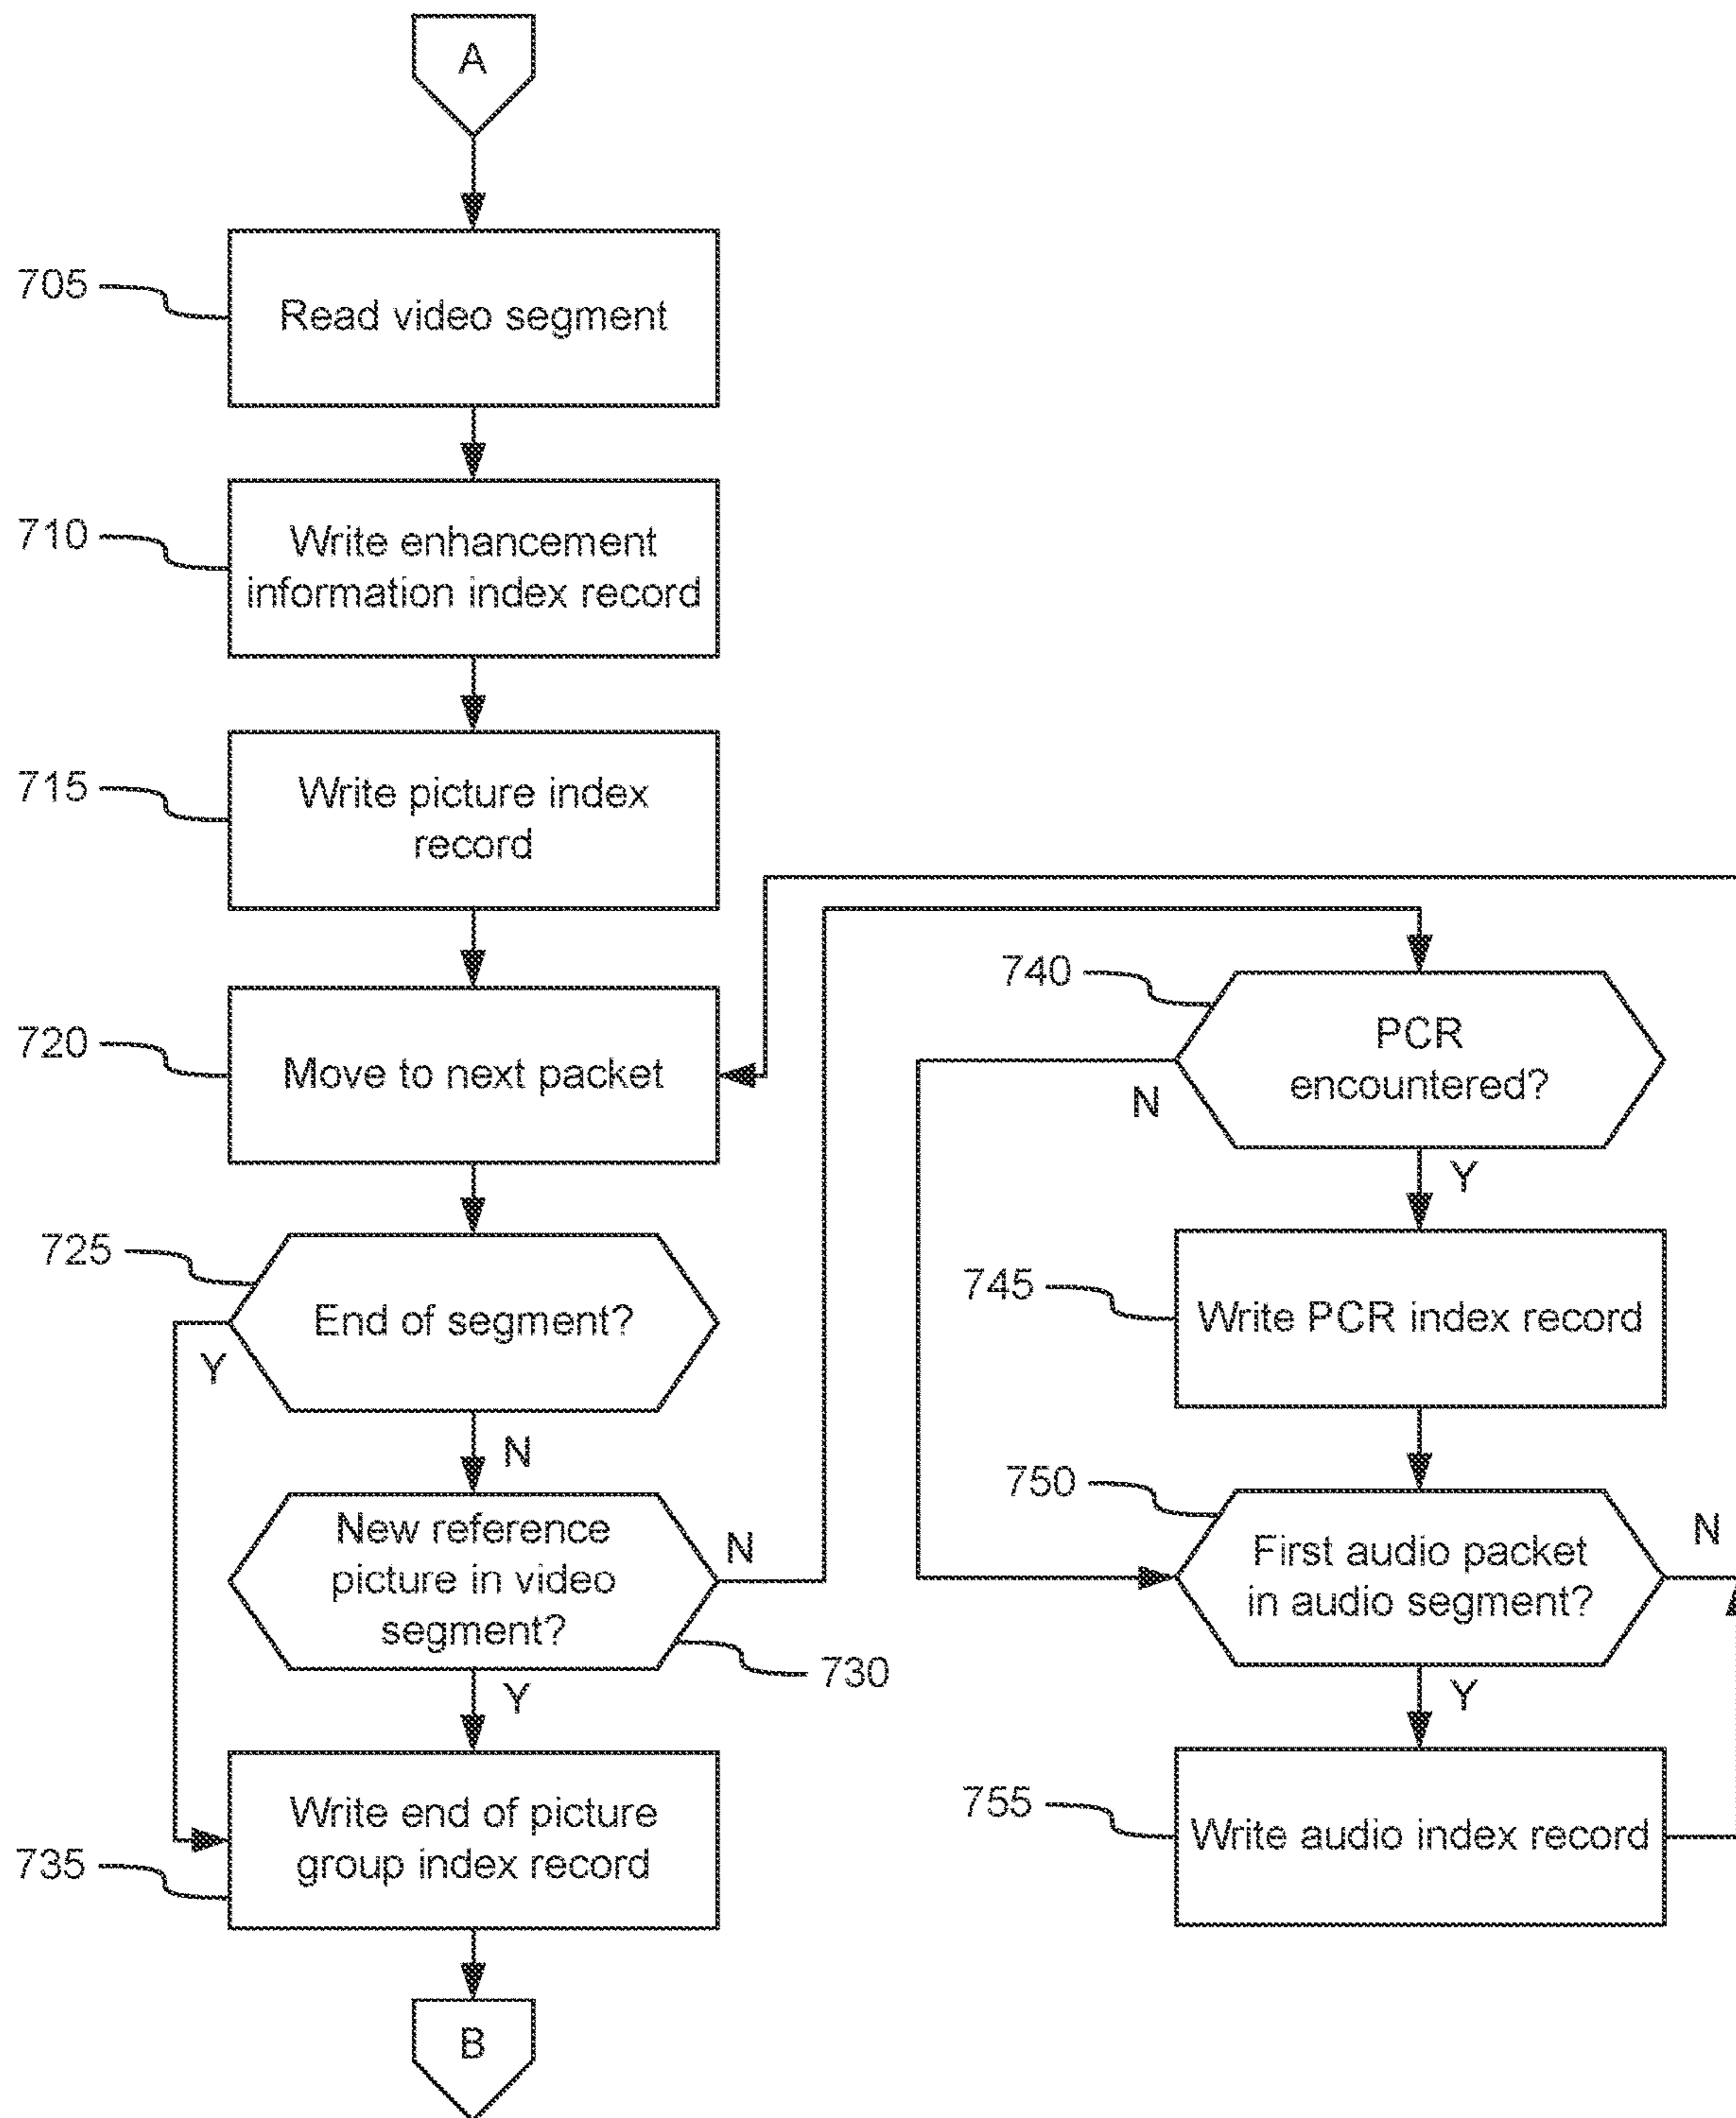 A
705
Read video segment
710
Write enhancement
information index record
715
Write picture index
record
720
Move to next packet
725
End of segment?
Y
N
New reference
picture in video
segment?
N
730
Y
735
Write end of picture
group index record
B
740
PCR
encountered?
N
Y
745
Write PCR index record
750
First audio packet
in audio segment?
N
Y
755
Write audio index record